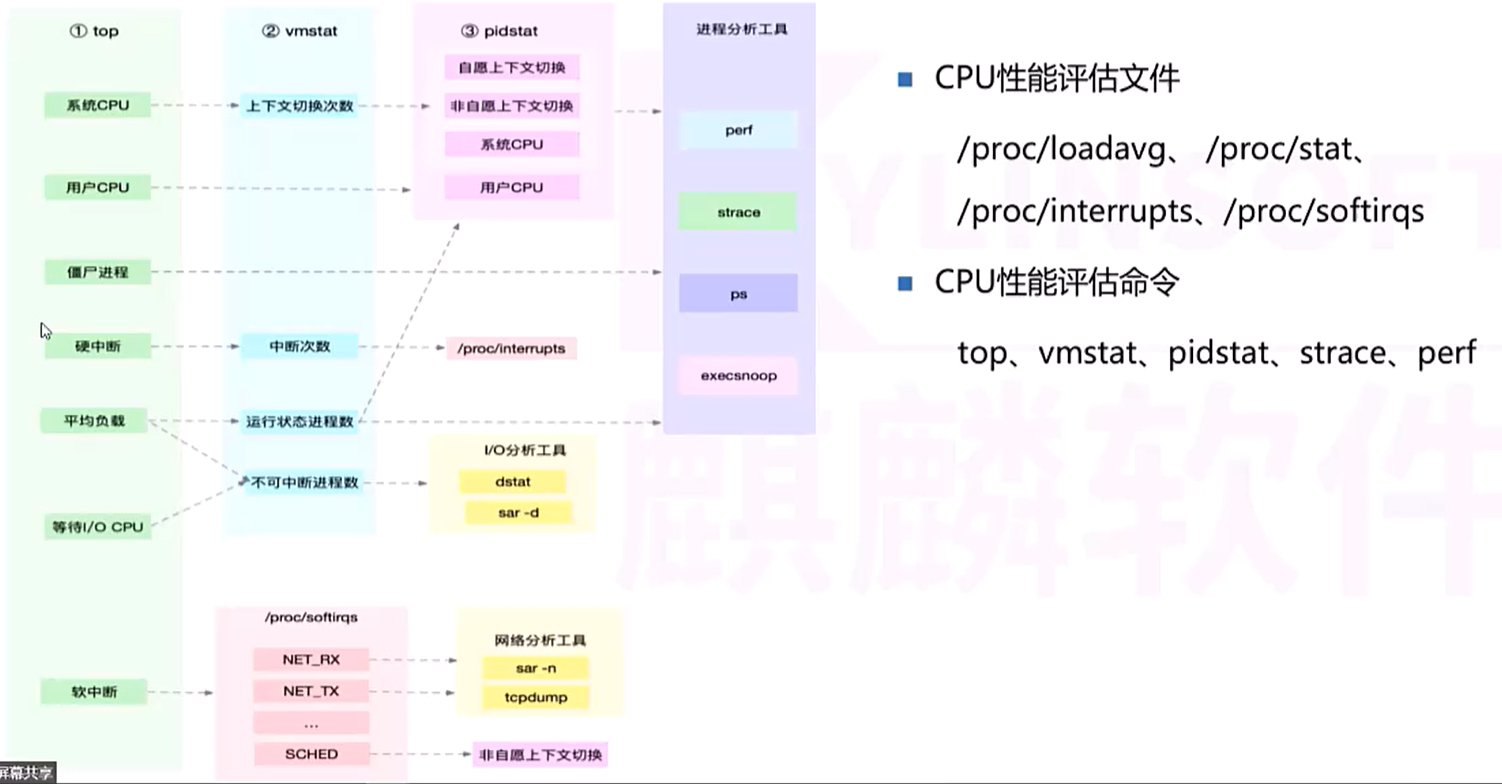 ① top
系统CPU
用户CPU
僵尸进程
硬中断
平均负载
等待I/O CPU
软中断
② vmstat
上下文切换次数
中断次数
运行状态进程数
不可中断进程数
③ pidstat
自愿上下文切换
非自愿上下文切换
系统CPU
用户CPU
/proc/interrupts
I/O分析工具
dstat
sar -d
/proc/softirqs
NET_RX
NET_TX
...
SCHED
网络分析工具
sar -n
tcpdump
非自愿上下文切换
进程分析工具
perf
strace
ps
execsnoop
CPU性能评估文件
/proc/loadavg、 /proc/stat、
/proc/interrupts、/proc/softirqs
CPU性能评估命令
top、vmstat、pidstat、strace、perf
YLINSOFT
麒麟软件
屏幕共享